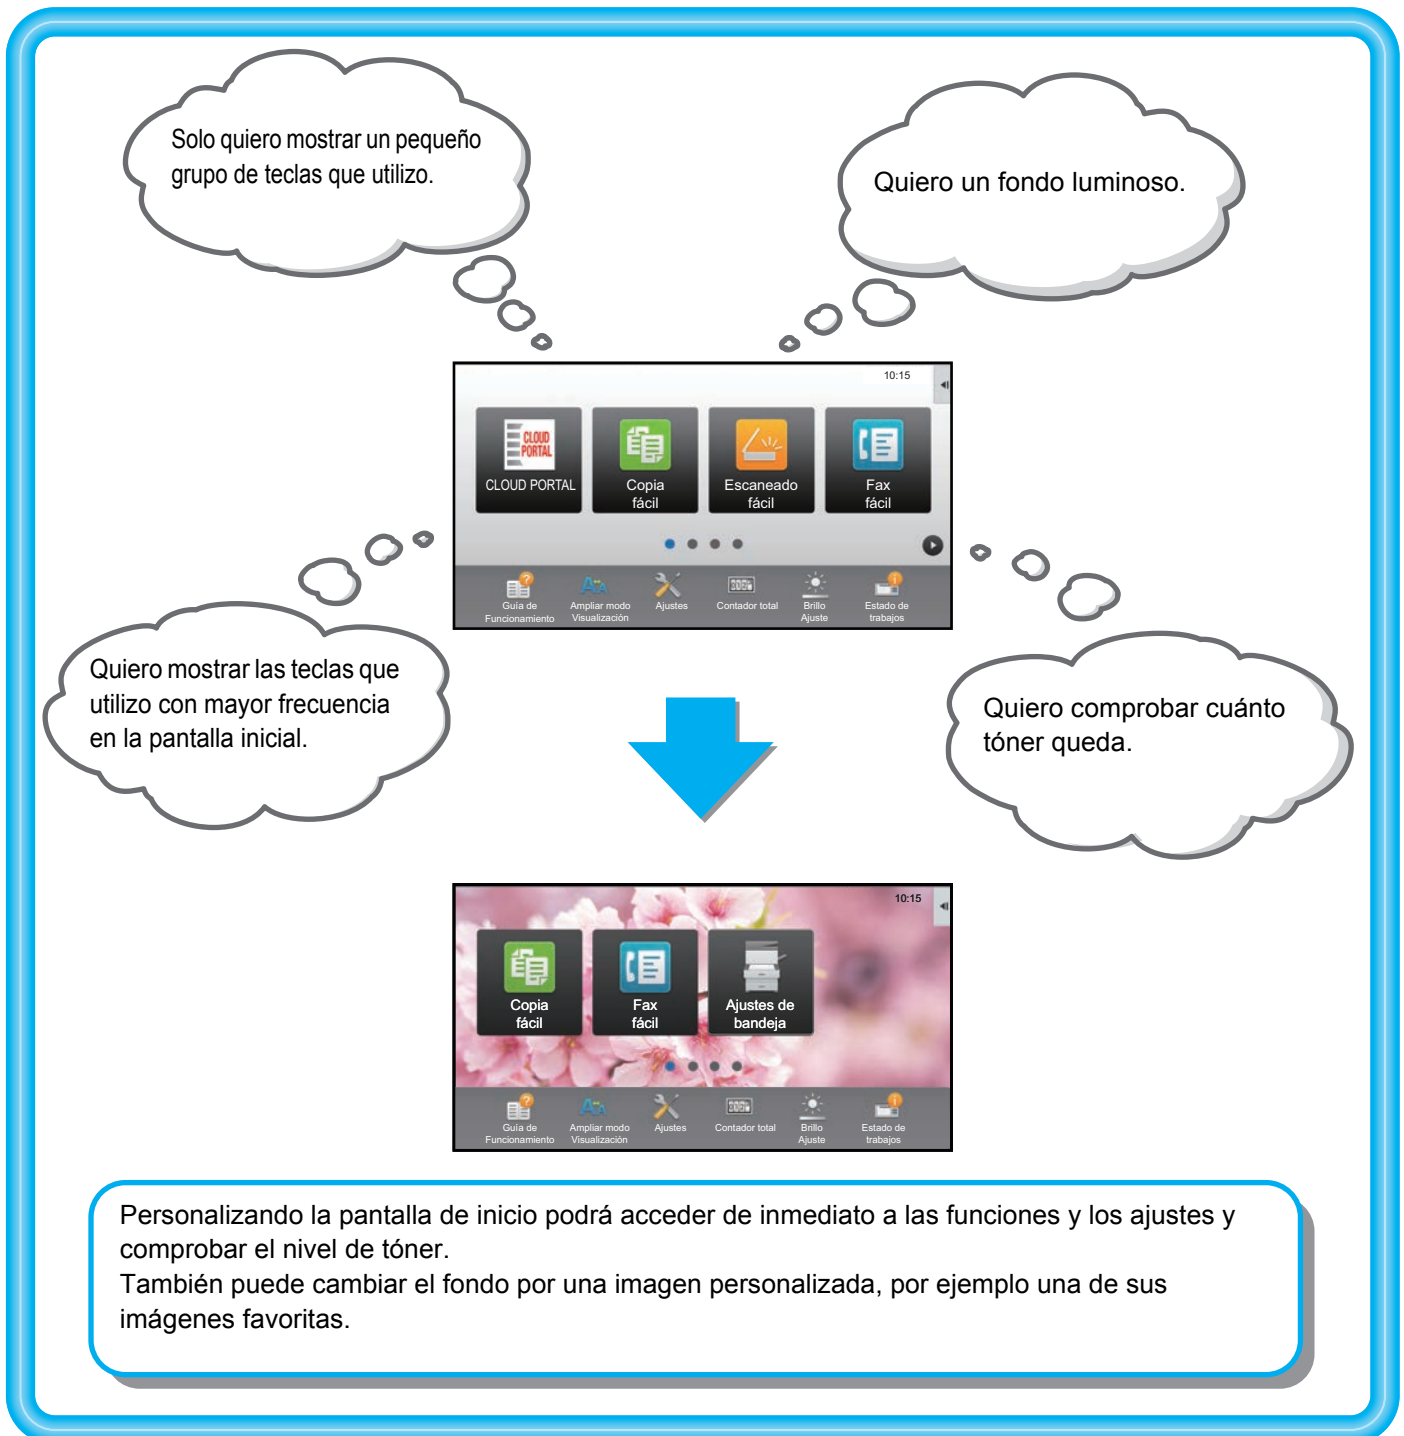 Solo quiero mostrar un pequeño
grupo de teclas que utilizo.
Quiero un fondo luminoso.
10:15
CLOUD
PORTAL
CLOUD PORTAL
Copia
fácil
Escaneado
fácil
Fax
fácil
Guía de
Funcionamiento
Ampliar modo
Visualización
Ajustes
Contador total
Brillo
Ajuste
Estado de
trabajos
Quiero mostrar las teclas que
utilizo con mayor frecuencia
en la pantalla inicial.
Quiero comprobar cuánto
tóner queda.
10:15
Copia
fácil
Fax
fácil
Ajustes de
bandeja
Guía de
Funcionamiento
Ampliar modo
Visualización
Ajustes
Contador total
Brillo
Ajuste
Estado de
trabajos
Personalizando la pantalla de inicio podrá acceder de inmediato a las funciones y los ajustes y
comprobar el nivel de tóner.
También puede cambiar el fondo por una imagen personalizada, por ejemplo una de sus
imágenes favoritas.